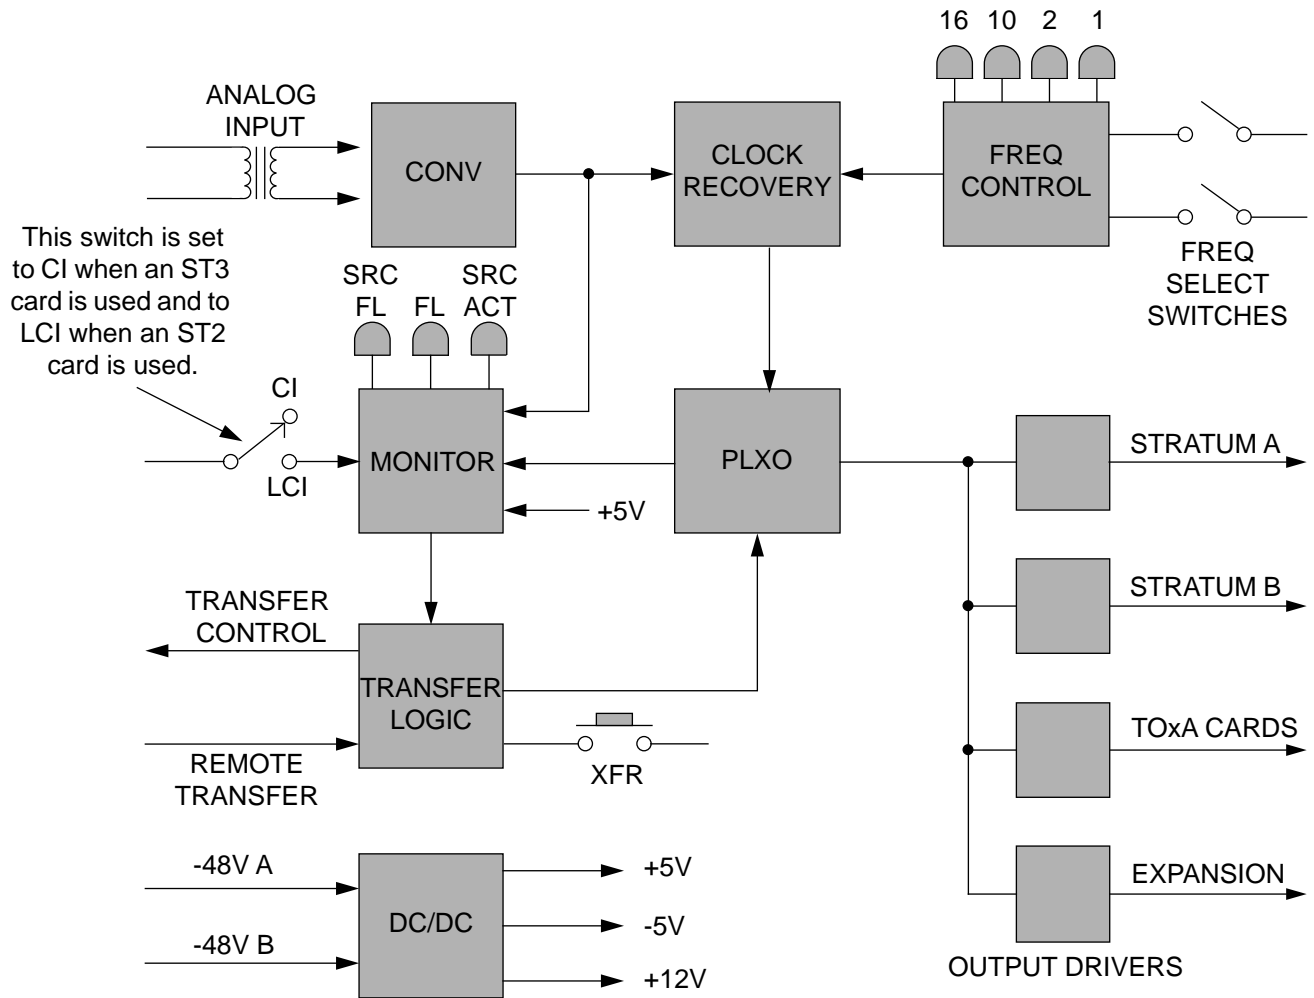 16 10 2 1
ANALOG
INPUT
CONV
CLOCK
RECOVERY
FREQ
CONTROL
FREQ
SELECT
SWITCHES
This switch is set
to CI when an ST3
card is used and to
LCI when an ST2
card is used.
SRC
FL
FL
SRC
ACT
CI
LCI
MONITOR
+5V
PLXO
STRATUM A
STRATUM B
TOxA CARDS
EXPANSION
OUTPUT DRIVERS
TRANSFER
CONTROL
TRANSFER
LOGIC
REMOTE
TRANSFER
XFR
-48V A
-48V B
DC/DC
+5V
-5V
+12V